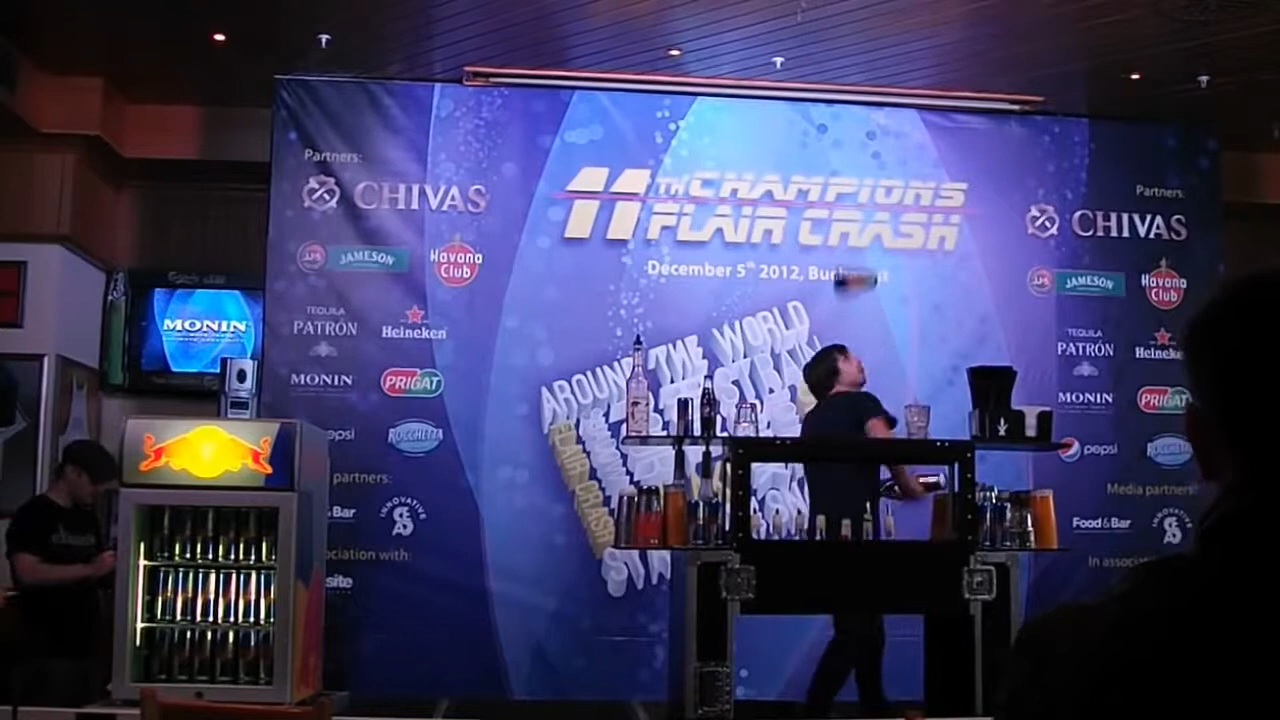 Partners:
CHIVAS
JAMESON
Havana
Club
TEQUILA
PATRÓN
Heineken
MONIN
PRIGAT
pepsi
ROCCHETTA
partners:
&Bar
INNOVATIVE
ociation with:
site
MONIN
11TH CHAMPIONS
FLAIR CRASH
December 5th 2012,
AROUND THE WORLD
FLAIR CRASH
Partners:
CHIVAS
JAMESON
Havana
Club
TEQUILA
PATRÓN
Heineke
MONIN
PRIGAT
pepsi
ROCCHETTA
Media partners:
Food&Bar
INNOVATIVE
In associa